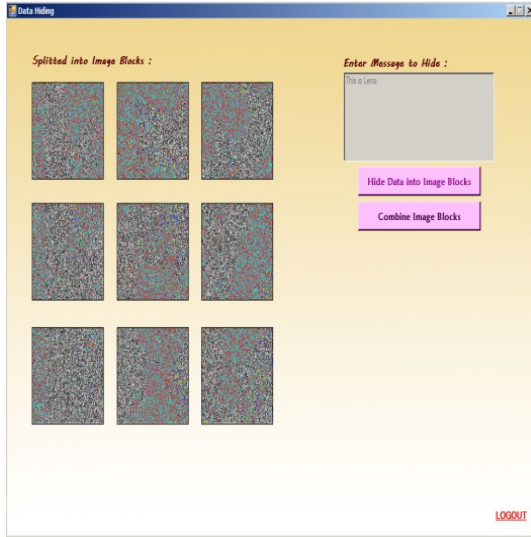 Data Hiding
Splitted into Image Blocks :
Enter Message to Hide :
This is Lena
Hide Data into Image Blocks
Combine Image Blocks
LOGOUT